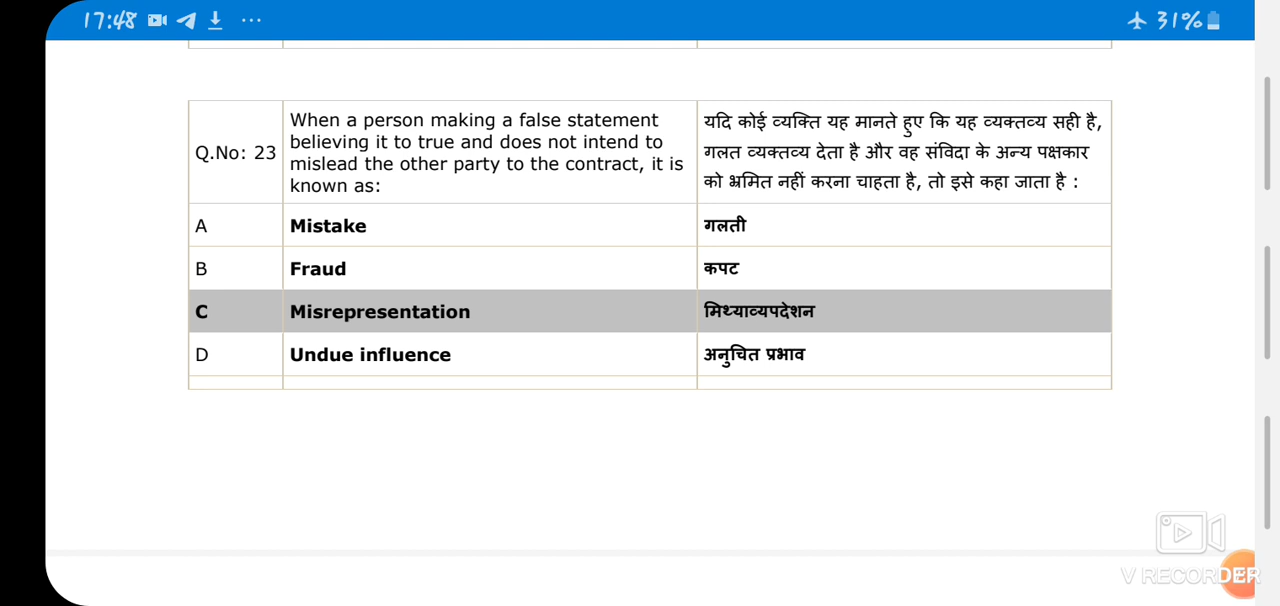 17:48 ... 31%
Q.No: 23
When a person making a false statement
believing it to true and does not intend to
mislead the other party to the contract, it is
known as:
यदि कोई व्यक्ति यह मानते हुए कि यह व्यक्तव्य सही है,
गलत व्यक्तव्य देता है और वह संविदा के अन्य पक्षकार
को भ्रमित नहीं करना चाहता है, तो इसे कहा जाता है :
A Mistake गलती
B Fraud कपट
C Misrepresentation मिथ्याव्यपदेशन
D Undue influence अनुचित प्रभाव
V RECORDER